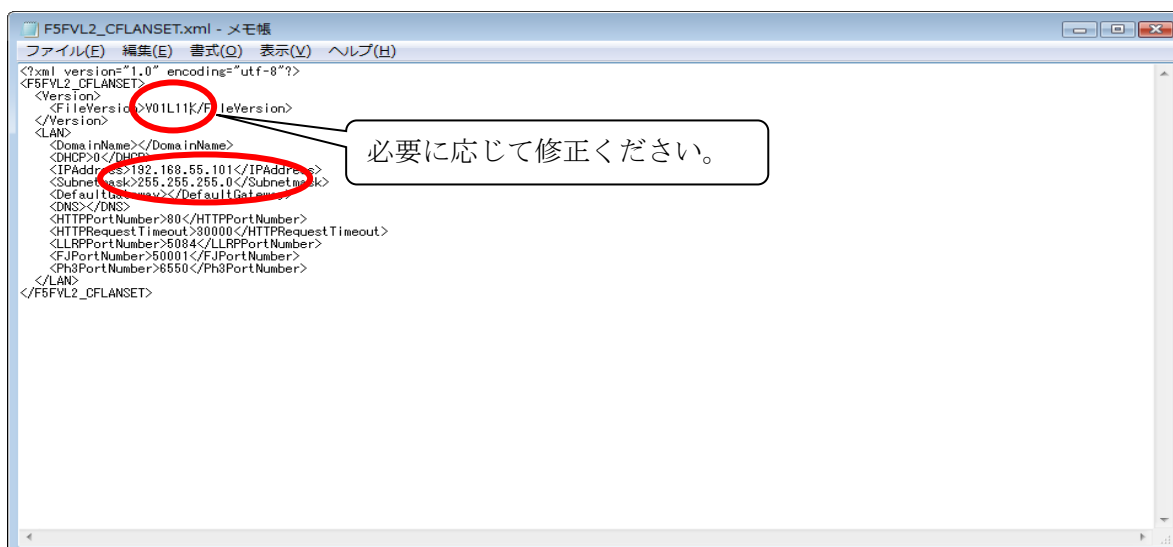 F5FVL2_CFLANSET.xml - メモ帳
ファイル(F) 編集(E) 書式(O) 表示(V) ヘルプ(H)
<?xml version="1.0" encoding="utf-8"?>
<F5FVL2_CFLANSET>
<Version>
<FileVersion>V01L11</FileVersion>
</Version>
<LAN>
<DomainName></DomainName>
<DHCP>0</DHCP>
<IPAddress>192.168.55.101</IPAddress>
<Subnetmask>255.255.255.0</Subnetmask>
<DefaultGateway></DefaultGateway>
<DNS></DNS>
<HTTPPortNumber>80</HTTPPortNumber>
<HTTPRequestTimeout>30000</HTTPRequestTimeout>
<LLRPPortNumber>5084</LLRPPortNumber>
<FJPortNumber>50001</FJPortNumber>
<Ph3PortNumber>6550</Ph3PortNumber>
</LAN>
</F5FVL2_CFLANSET>
必要に応じて修正ください。